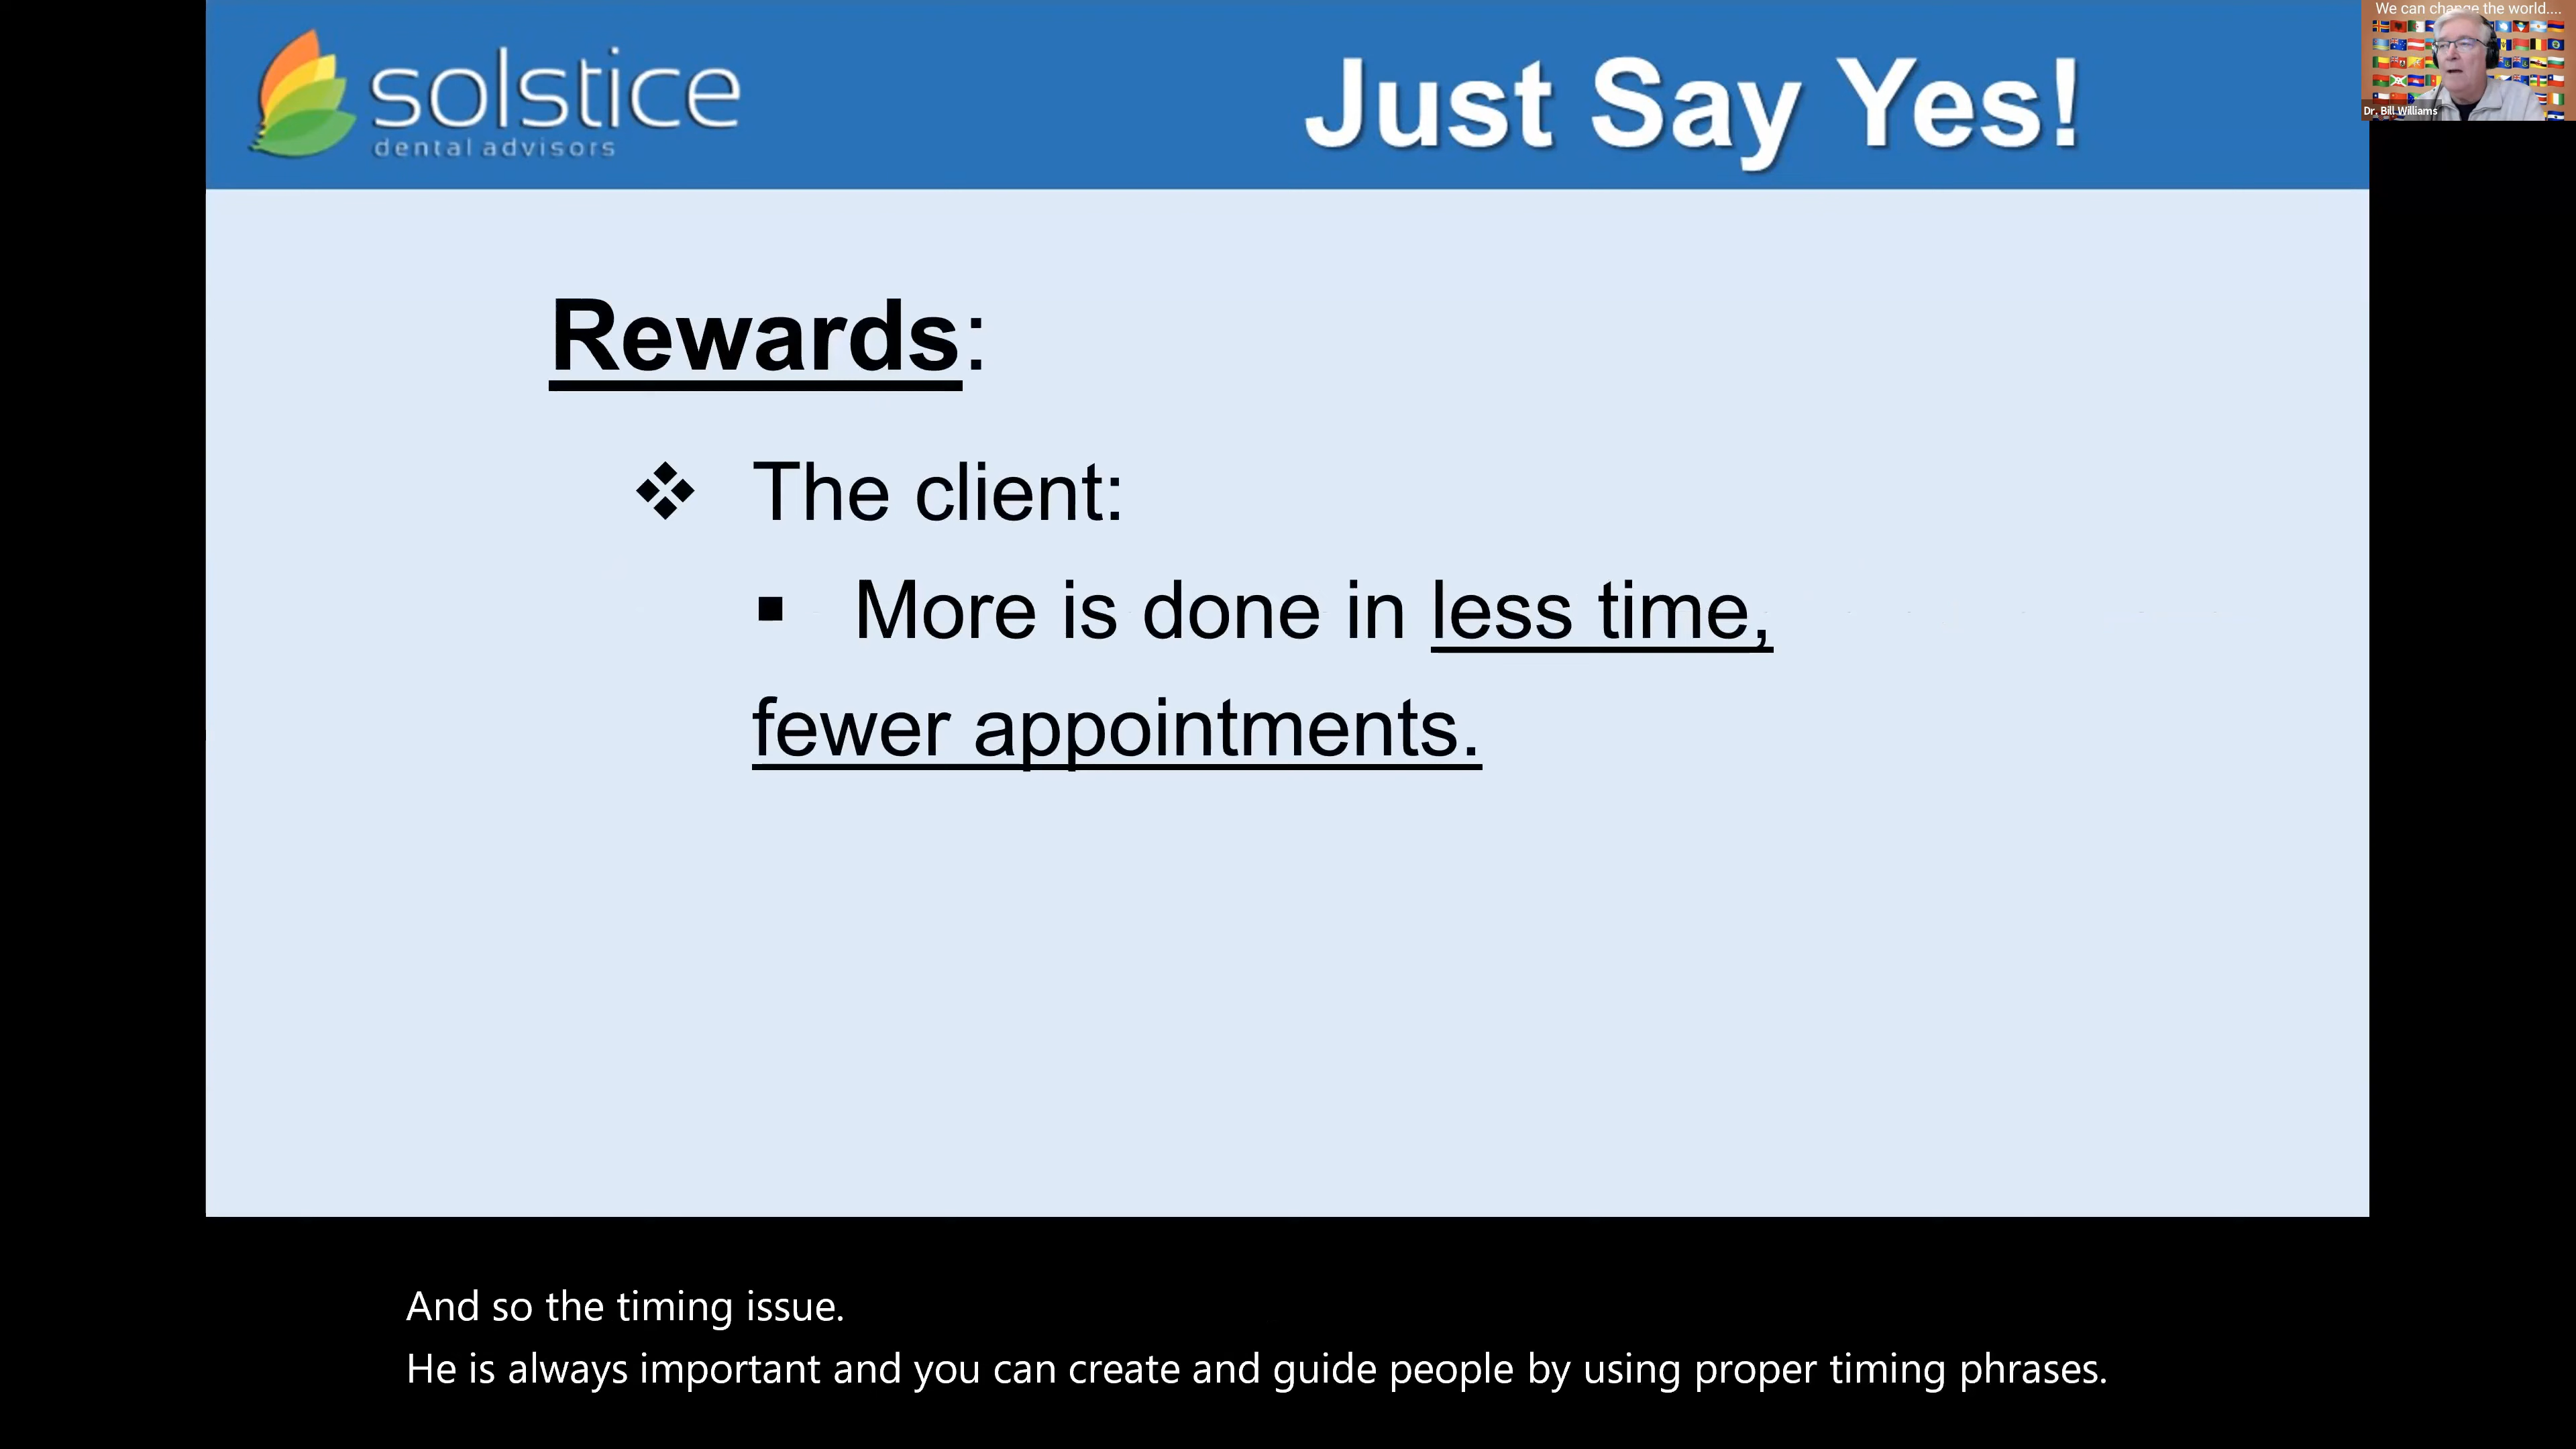 solstice
dental advisors
Just Say Yes!
We can change the world....
Dr. Bill Williams
Rewards:
❖ The client:
▪ More is done in less time,
fewer appointments.
And so the timing issue.
He is always important and you can create and guide people by using proper timing phrases.